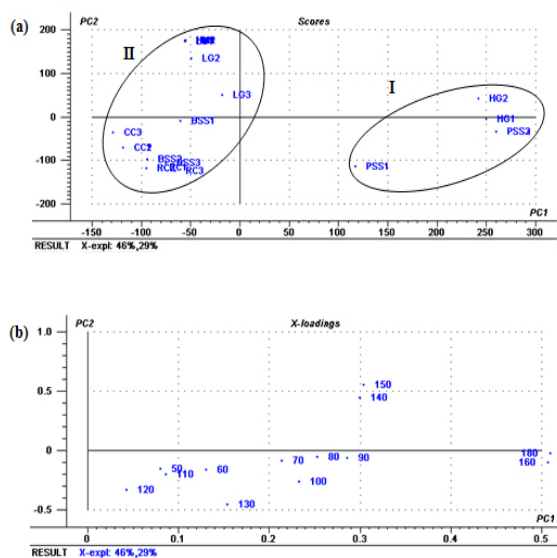 (a)
PC2
Scores
200
100
0
-100
-200
II
I
LG2
LG3
BSS1
CC3
CC2
BSS3
RC3
HG2
HG1
PSS1
-150
-100
-50
0
50
100
150
200
250
300
PC1
RESULT X-expl: 46%,29%
(b)
PC2
X-loadings
1.0
0.5
0
-0.5
150
140
180
160
50
110
60
70
80
90
100
120
130
0
0.1
0.2
0.3
0.4
0.5
PC1
RESULT X-expl: 46%,29%